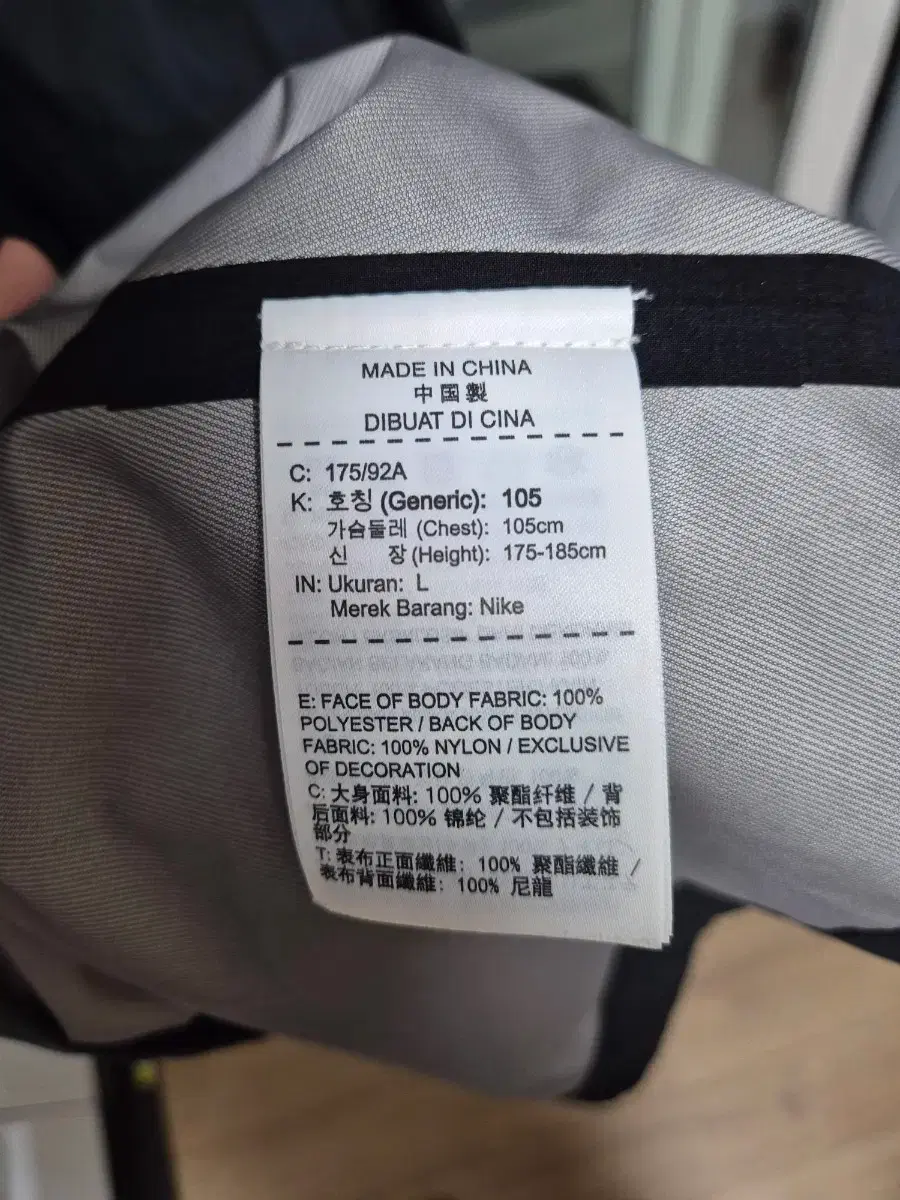 MADE IN CHINA
中国製
DIBUAT DI CINA
C: 175/92A
K: 호칭 (Generic): 105
가슴둘레 (Chest): 105cm
신 장 (Height): 175-185cm
IN: Ukuran: L
Merek Barang: Nike
E: FACE OF BODY FABRIC: 100%
POLYESTER / BACK OF BODY
FABRIC: 100% NYLON / EXCLUSIVE
OF DECORATION
C: 大身面料: 100% 聚酯纤维 / 背
后面料: 100% 锦纶 / 不包括装饰
部分
T: 表布正面纖維: 100% 聚酯纖維 /
表布背面纖維: 100% 尼龍